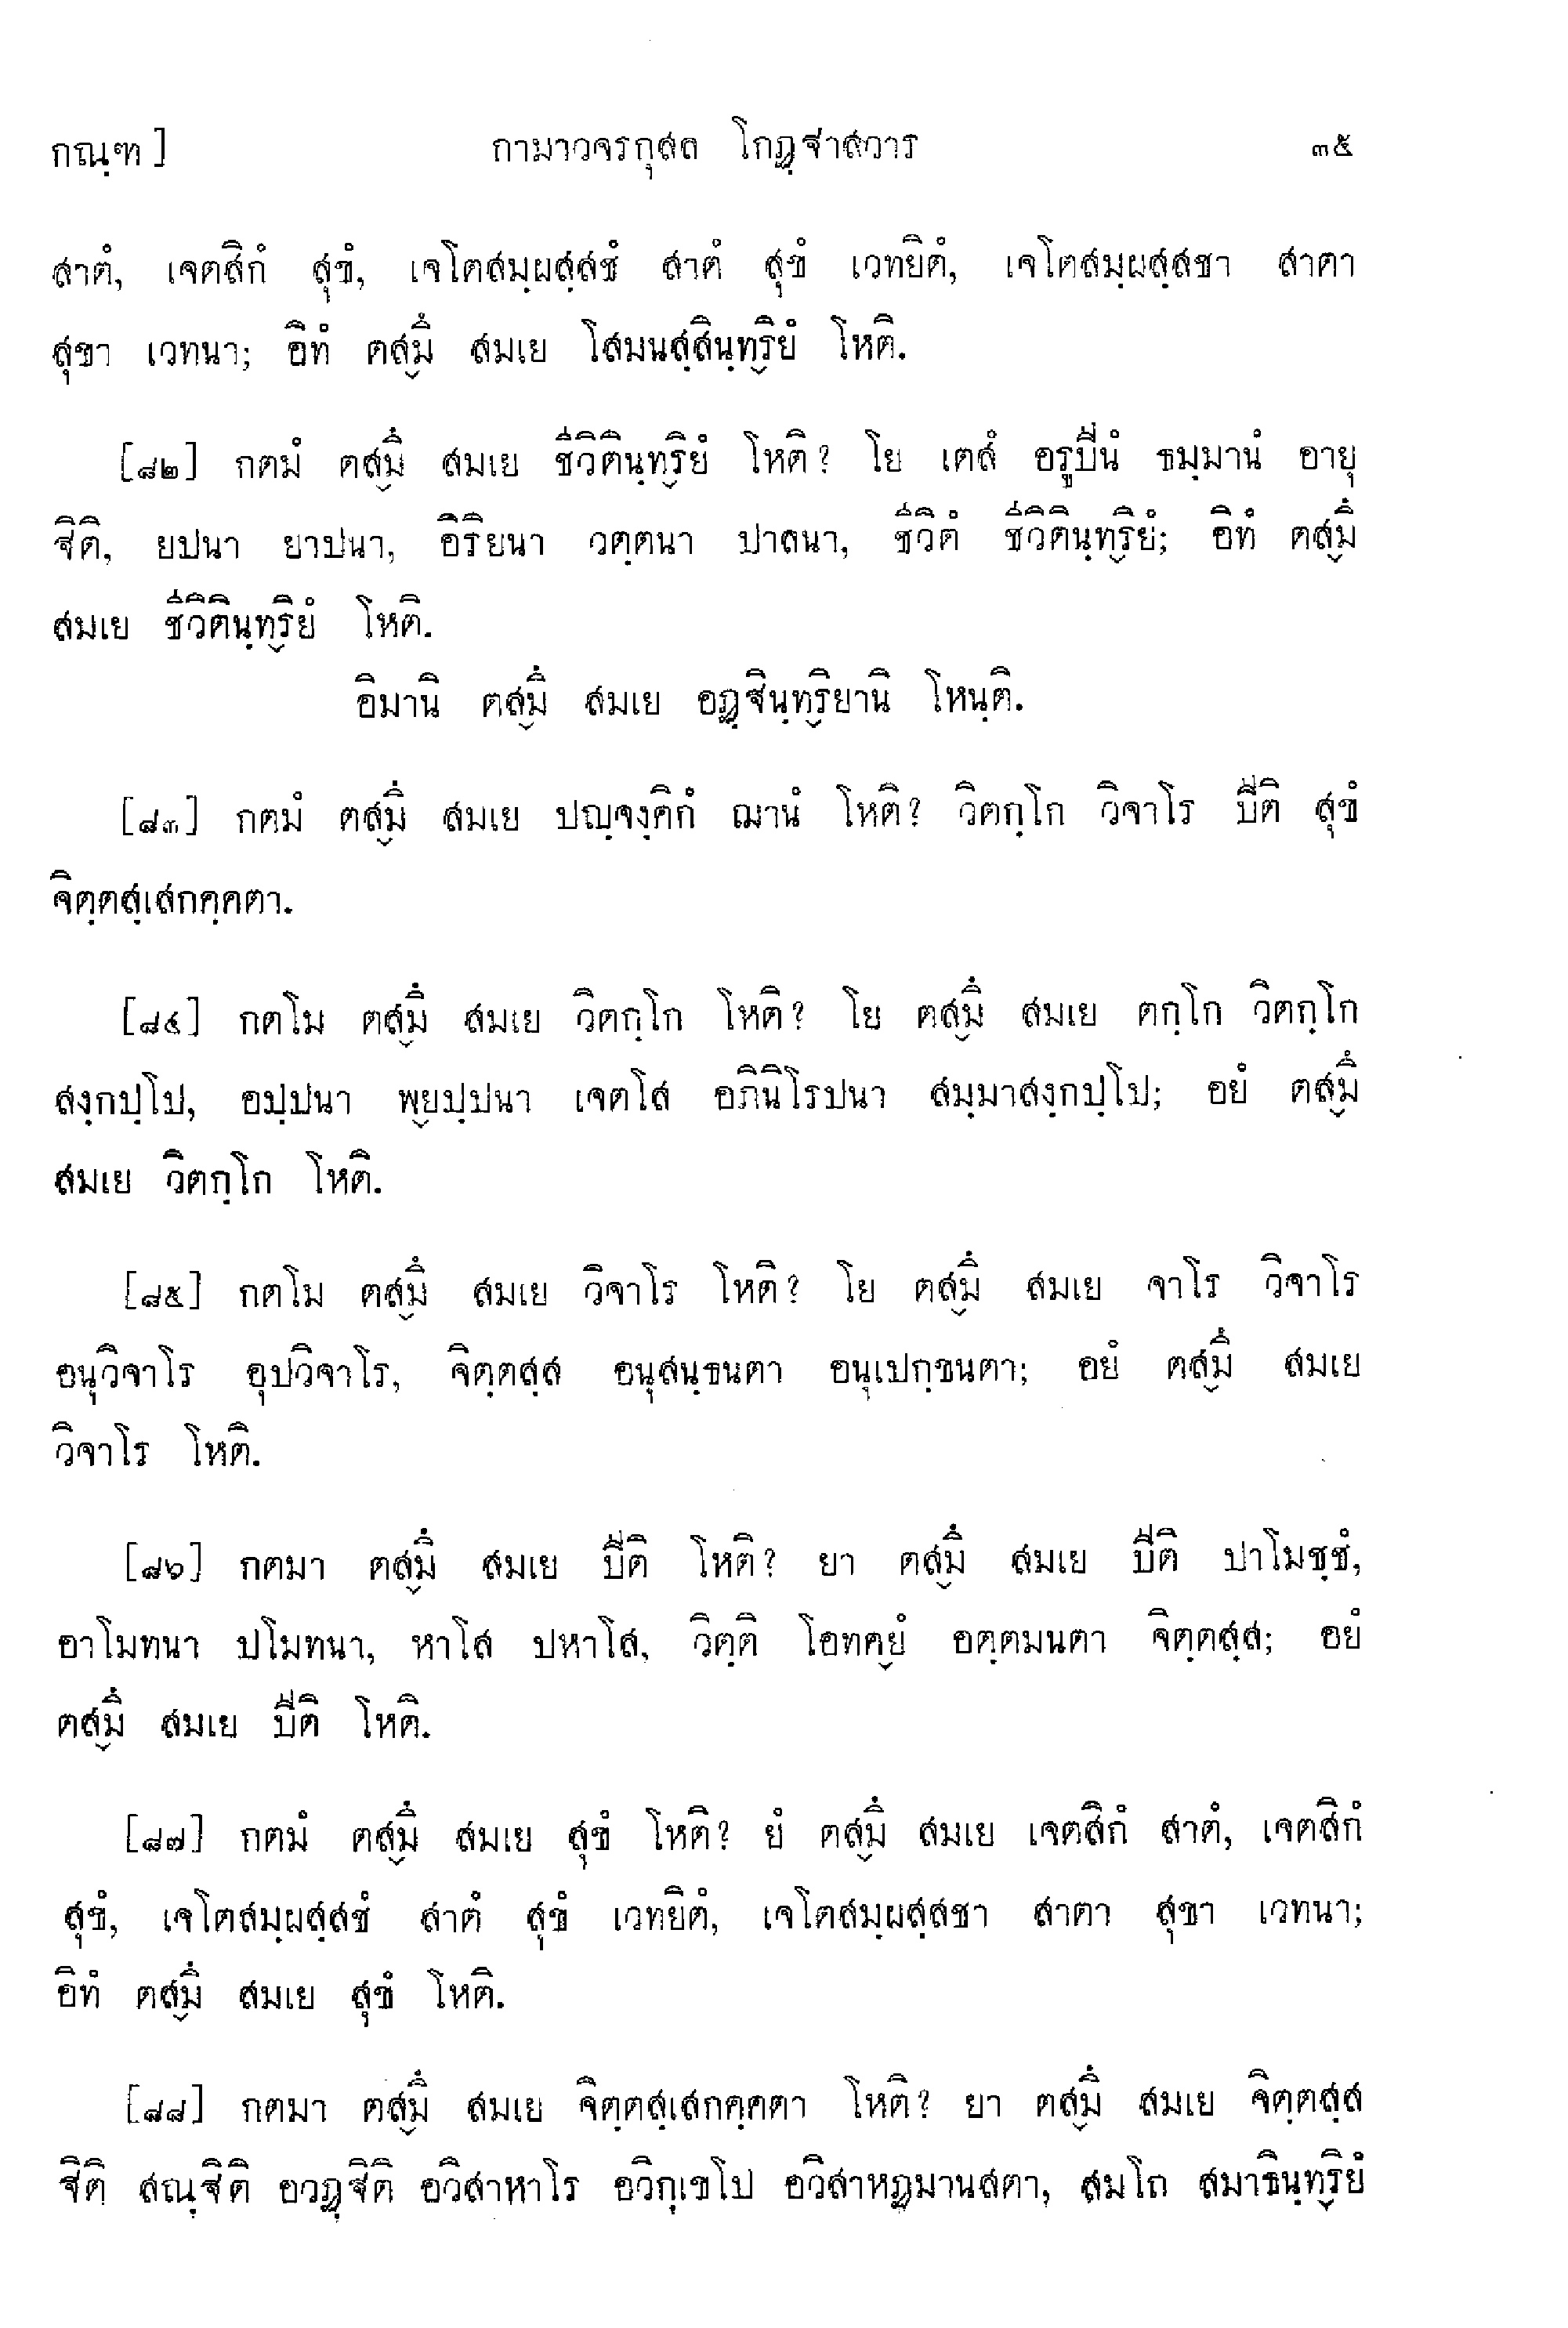 กณฺฑ] กามาวจรกุสล โกฏฺฐาสวาร ๓๕
สาตํ, เจตสิกํ สุขํ, เจโตสมฺผสฺสชํ สาตํ สุขํ เวทยิตํ, เจโตสมฺผสฺสชา สาตา
สุขา เวทนา; อิทํ ตสฺมิํ สมเย โสมนสฺสินฺทฺริยํ โหติ.
[๘๒] กตมํ ตสฺมิํ สมเย ชีวิตินฺทฺริยํ โหติ? โย เตสํ อรูปีนํ ธมฺมานํ อายุ
ฐิติ, ยปนา ยาปนา, อิริยนา วตฺตนา ปาลนา, ชีวิตํ ชีวิตินฺทฺริยํ; อิทํ ตสฺมิํ
สมเย ชีวิตินฺทฺริยํ โหติ.
อิมานิ ตสฺมิํ สมเย อฏฺฐินฺทฺริยานิ โหนฺติ.
[๘๓] กตมํ ตสฺมิํ สมเย ปญฺจงฺคิกํ ฌานํ โหติ? วิตกฺโก วิจาโร ปีติ สุขํ
จิตฺตสฺเสกคฺคตา.
[๘๔] กตโม ตสฺมิํ สมเย วิตกฺโก โหติ? โย ตสฺมิํ สมเย ตกฺโก วิตกฺโก
สงฺกปฺโป, อปฺปนา พฺยปฺปนา เจตโส อภินิโรปนา สมฺมาสงฺกปฺโป; อยํ ตสฺมิํ
สมเย วิตกฺโก โหติ.
[๘๕] กตโม ตสฺมิํ สมเย วิจาโร โหติ? โย ตสฺมิํ สมเย จาโร วิจาโร
อนุวิจาโร อุปวิจาโร, จิตฺตสฺส อนุสนฺธนตา อนุเปกฺขนตา; อยํ ตสฺมิํ สมเย
วิจาโร โหติ.
[๘๖] กตมา ตสฺมิํ สมเย ปีติ โหติ? ยา ตสฺมิํ สมเย ปีติ ปาโมชฺชํ,
อาโมทนา ปโมทนา, หาโส ปหาโส, วิตฺติ โอทคฺยํ อตฺตมนตา จิตฺตสฺส; อยํ
ตสฺมิํ สมเย ปีติ โหติ.
[๘๗] กตมํ ตสฺมิํ สมเย สุขํ โหติ? ยํ ตสฺมิํ สมเย เจตสิกํ สาตํ, เจตสิกํ
สุขํ, เจโตสมฺผสฺสชํ สาตํ สุขํ เวทยิตํ, เจโตสมฺผสฺสชา สาตา สุขา เวทนา;
อิทํ ตสฺมิํ สมเย สุขํ โหติ.
[๘๘] กตมา ตสฺมิํ สมเย จิตฺตสฺเสกคฺคตา โหติ? ยา ตสฺมิํ สมเย จิตฺตสฺส
ฐิติ สณฺฐิติ อวฏฺฐิติ อวิสาหาโร อวิกฺเขโป อวิสาหฏมานสตา, สมโถ สมาธินฺทฺริยํ